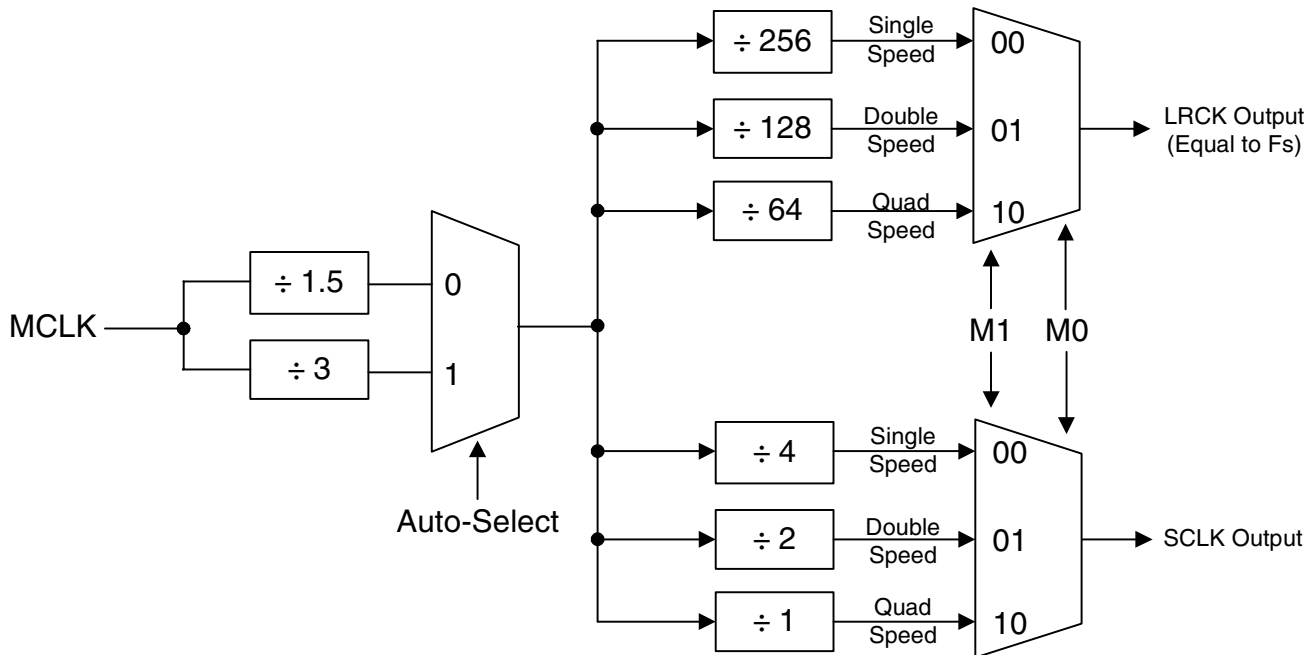 MCLK
÷ 1.5
÷ 3
0
1
Auto-Select
÷ 256
Single
Speed
00
÷ 128
Double
Speed
01
÷ 64
Quad
Speed
10
LRCK Output
(Equal to Fs)
M1
M0
÷ 4
Single
Speed
00
÷ 2
Double
Speed
01
÷ 1
Quad
Speed
10
SCLK Output